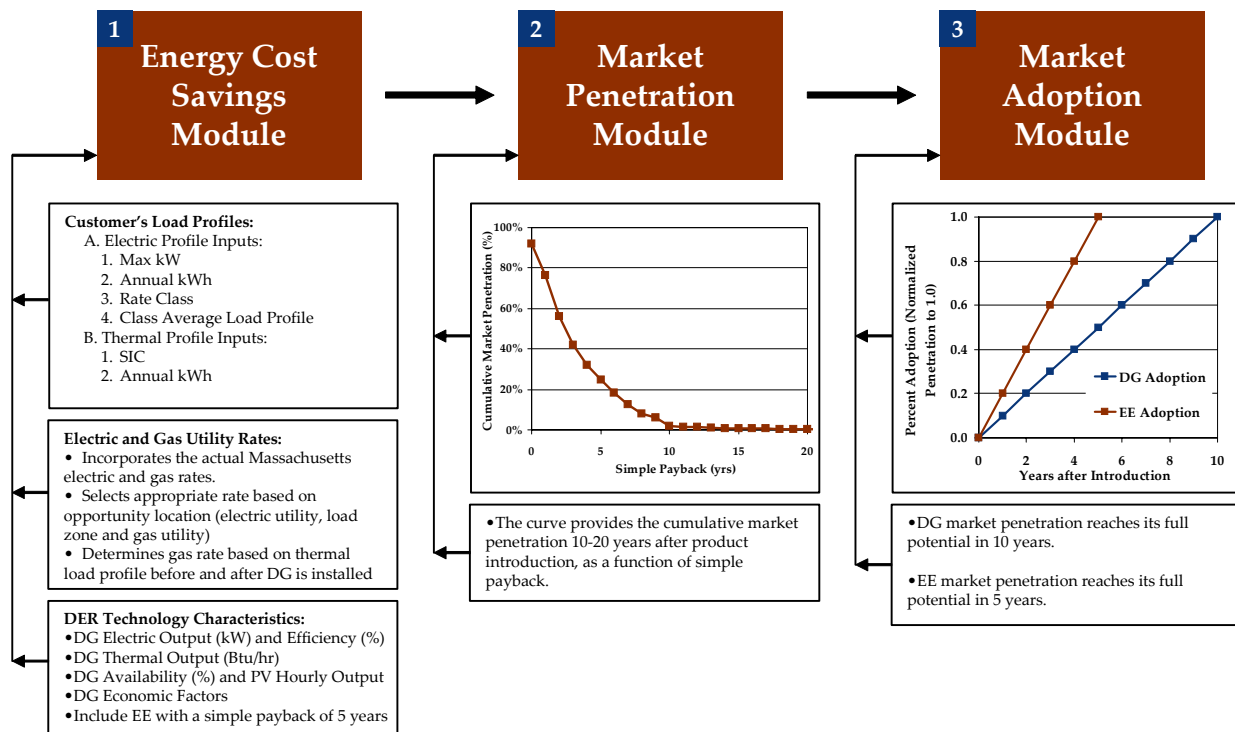 1
Energy Cost
Savings
Module
2
Market
Penetration
Module
3
Market
Adoption
Module
Customer's Load Profiles:
A. Electric Profile Inputs:
1. Max kW
2. Annual kWh
3. Rate Class
4. Class Average Load Profile
B. Thermal Profile Inputs:
1. SIC
2. Annual kWh
Electric and Gas Utility Rates:
• Incorporates the actual Massachusetts
electric and gas rates.
• Selects appropriate rate based on
opportunity location (electric utility, load
zone and gas utility)
• Determines gas rate based on thermal
load profile before and after DG is installed
DER Technology Characteristics:
•DG Electric Output (kW) and Efficiency (%)
•DG Thermal Output (Btu/hr)
•DG Availability (%) and PV Hourly Output
•DG Economic Factors
•Include EE with a simple payback of 5 years
Cumulative Market Penetration (%)
100%
80%
60%
40%
20%
0%
0 5 10 15 20
Simple Payback (yrs)
•The curve provides the cumulative market
penetration 10-20 years after product
introduction, as a function of simple
payback.
Percent Adoption (Normalized
Penetration to 1.0)
1.0
0.8
0.6
0.4
0.2
0.0
DG Adoption
EE Adoption
0 2 4 6 8 10
Years after Introduction
•DG market penetration reaches its full
potential in 10 years.
•EE market penetration reaches its full
potential in 5 years.